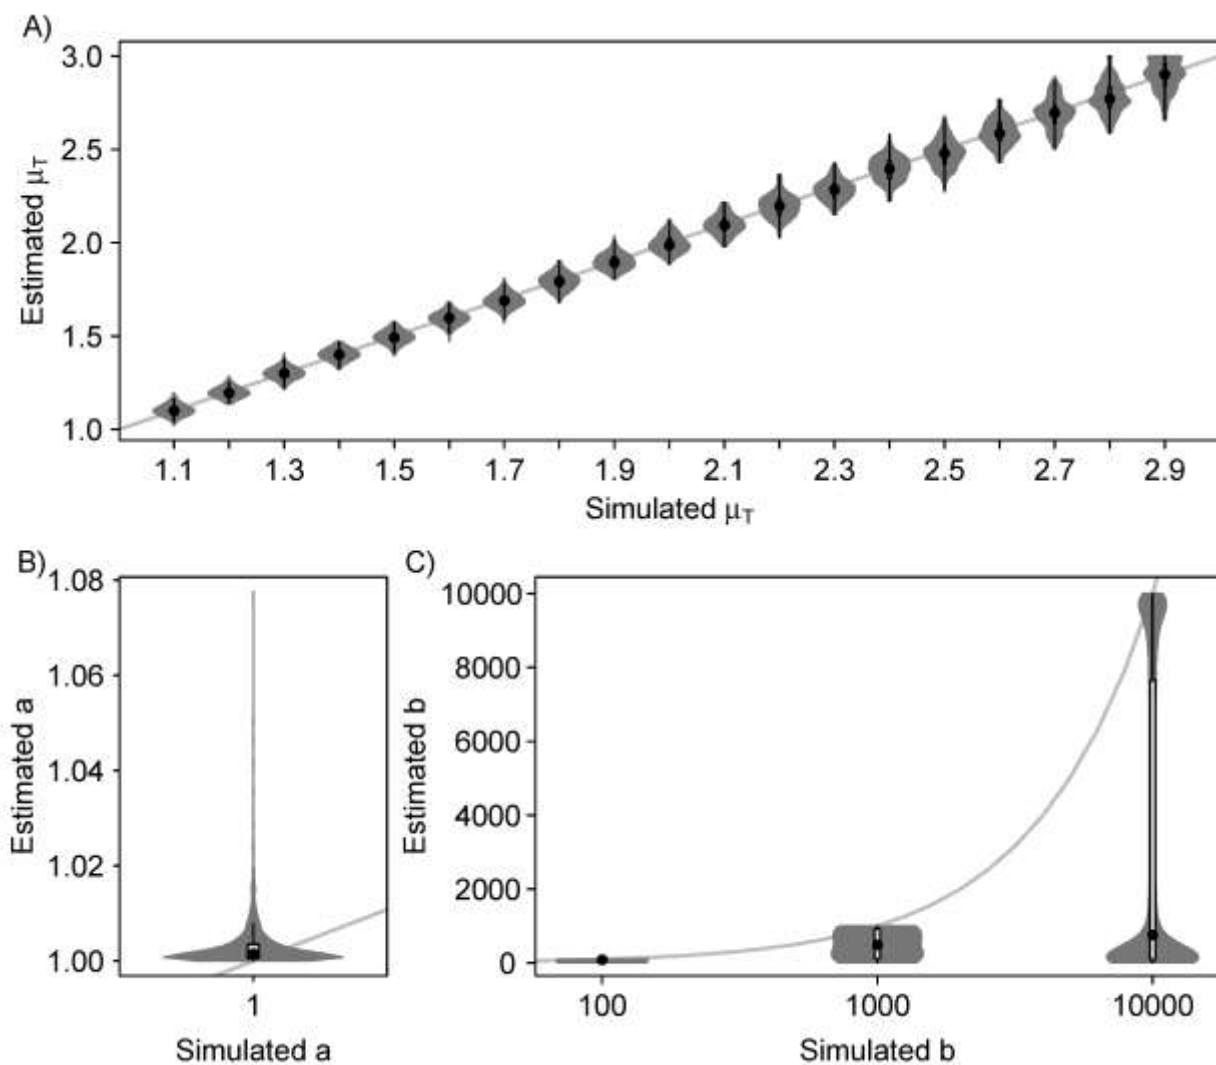 A)
Estimated μT
3.0
2.5
2.0
1.5
1.0
1.1 1.3 1.5 1.7 1.9 2.1 2.3 2.5 2.7 2.9
Simulated μT
B)
Estimated a
1.08
1.06
1.04
1.02
1.00
1
Simulated a
C)
Estimated b
10000
8000
6000
4000
2000
0
100 1000 10000
Simulated b